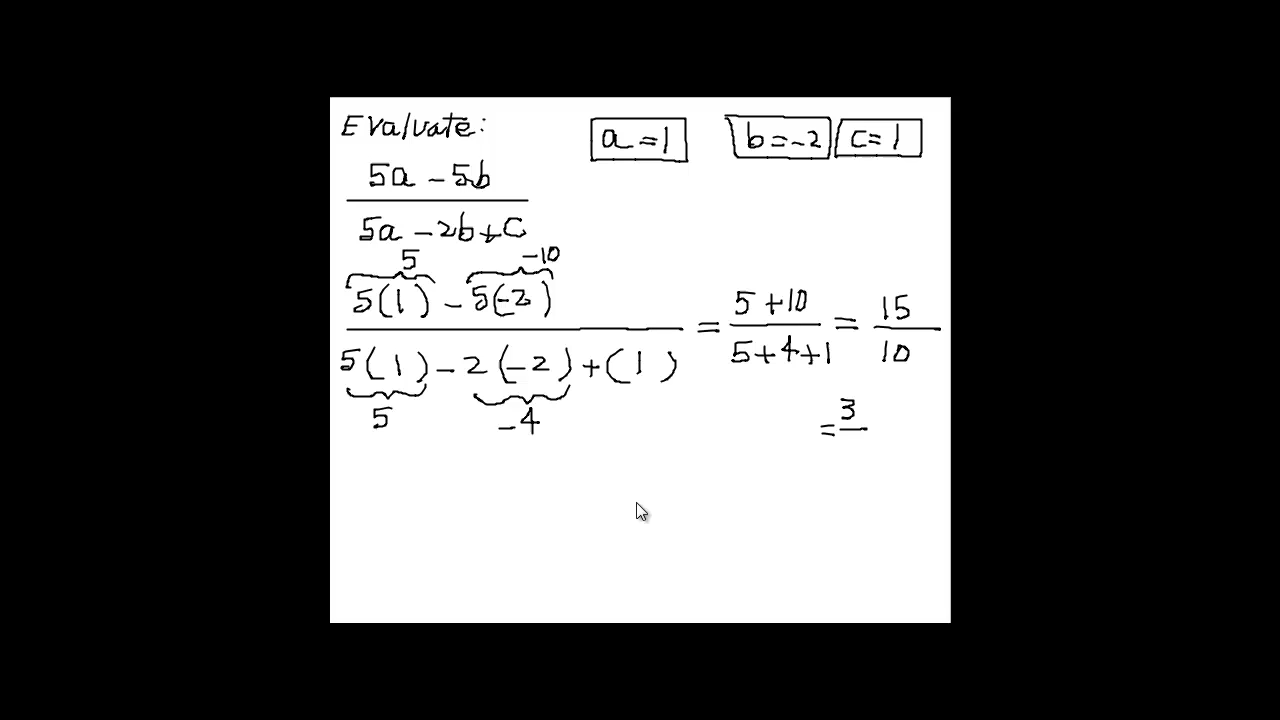 Evaluate:
a = 1
b = -2
c = 1
5a - 5b
5a - 2b + c
5
-10
5(1) - 5(-2)
5(1) - 2(-2) + (1)
5
-4
=
5 + 10
5 + 4 + 1
=
15
10
=
3